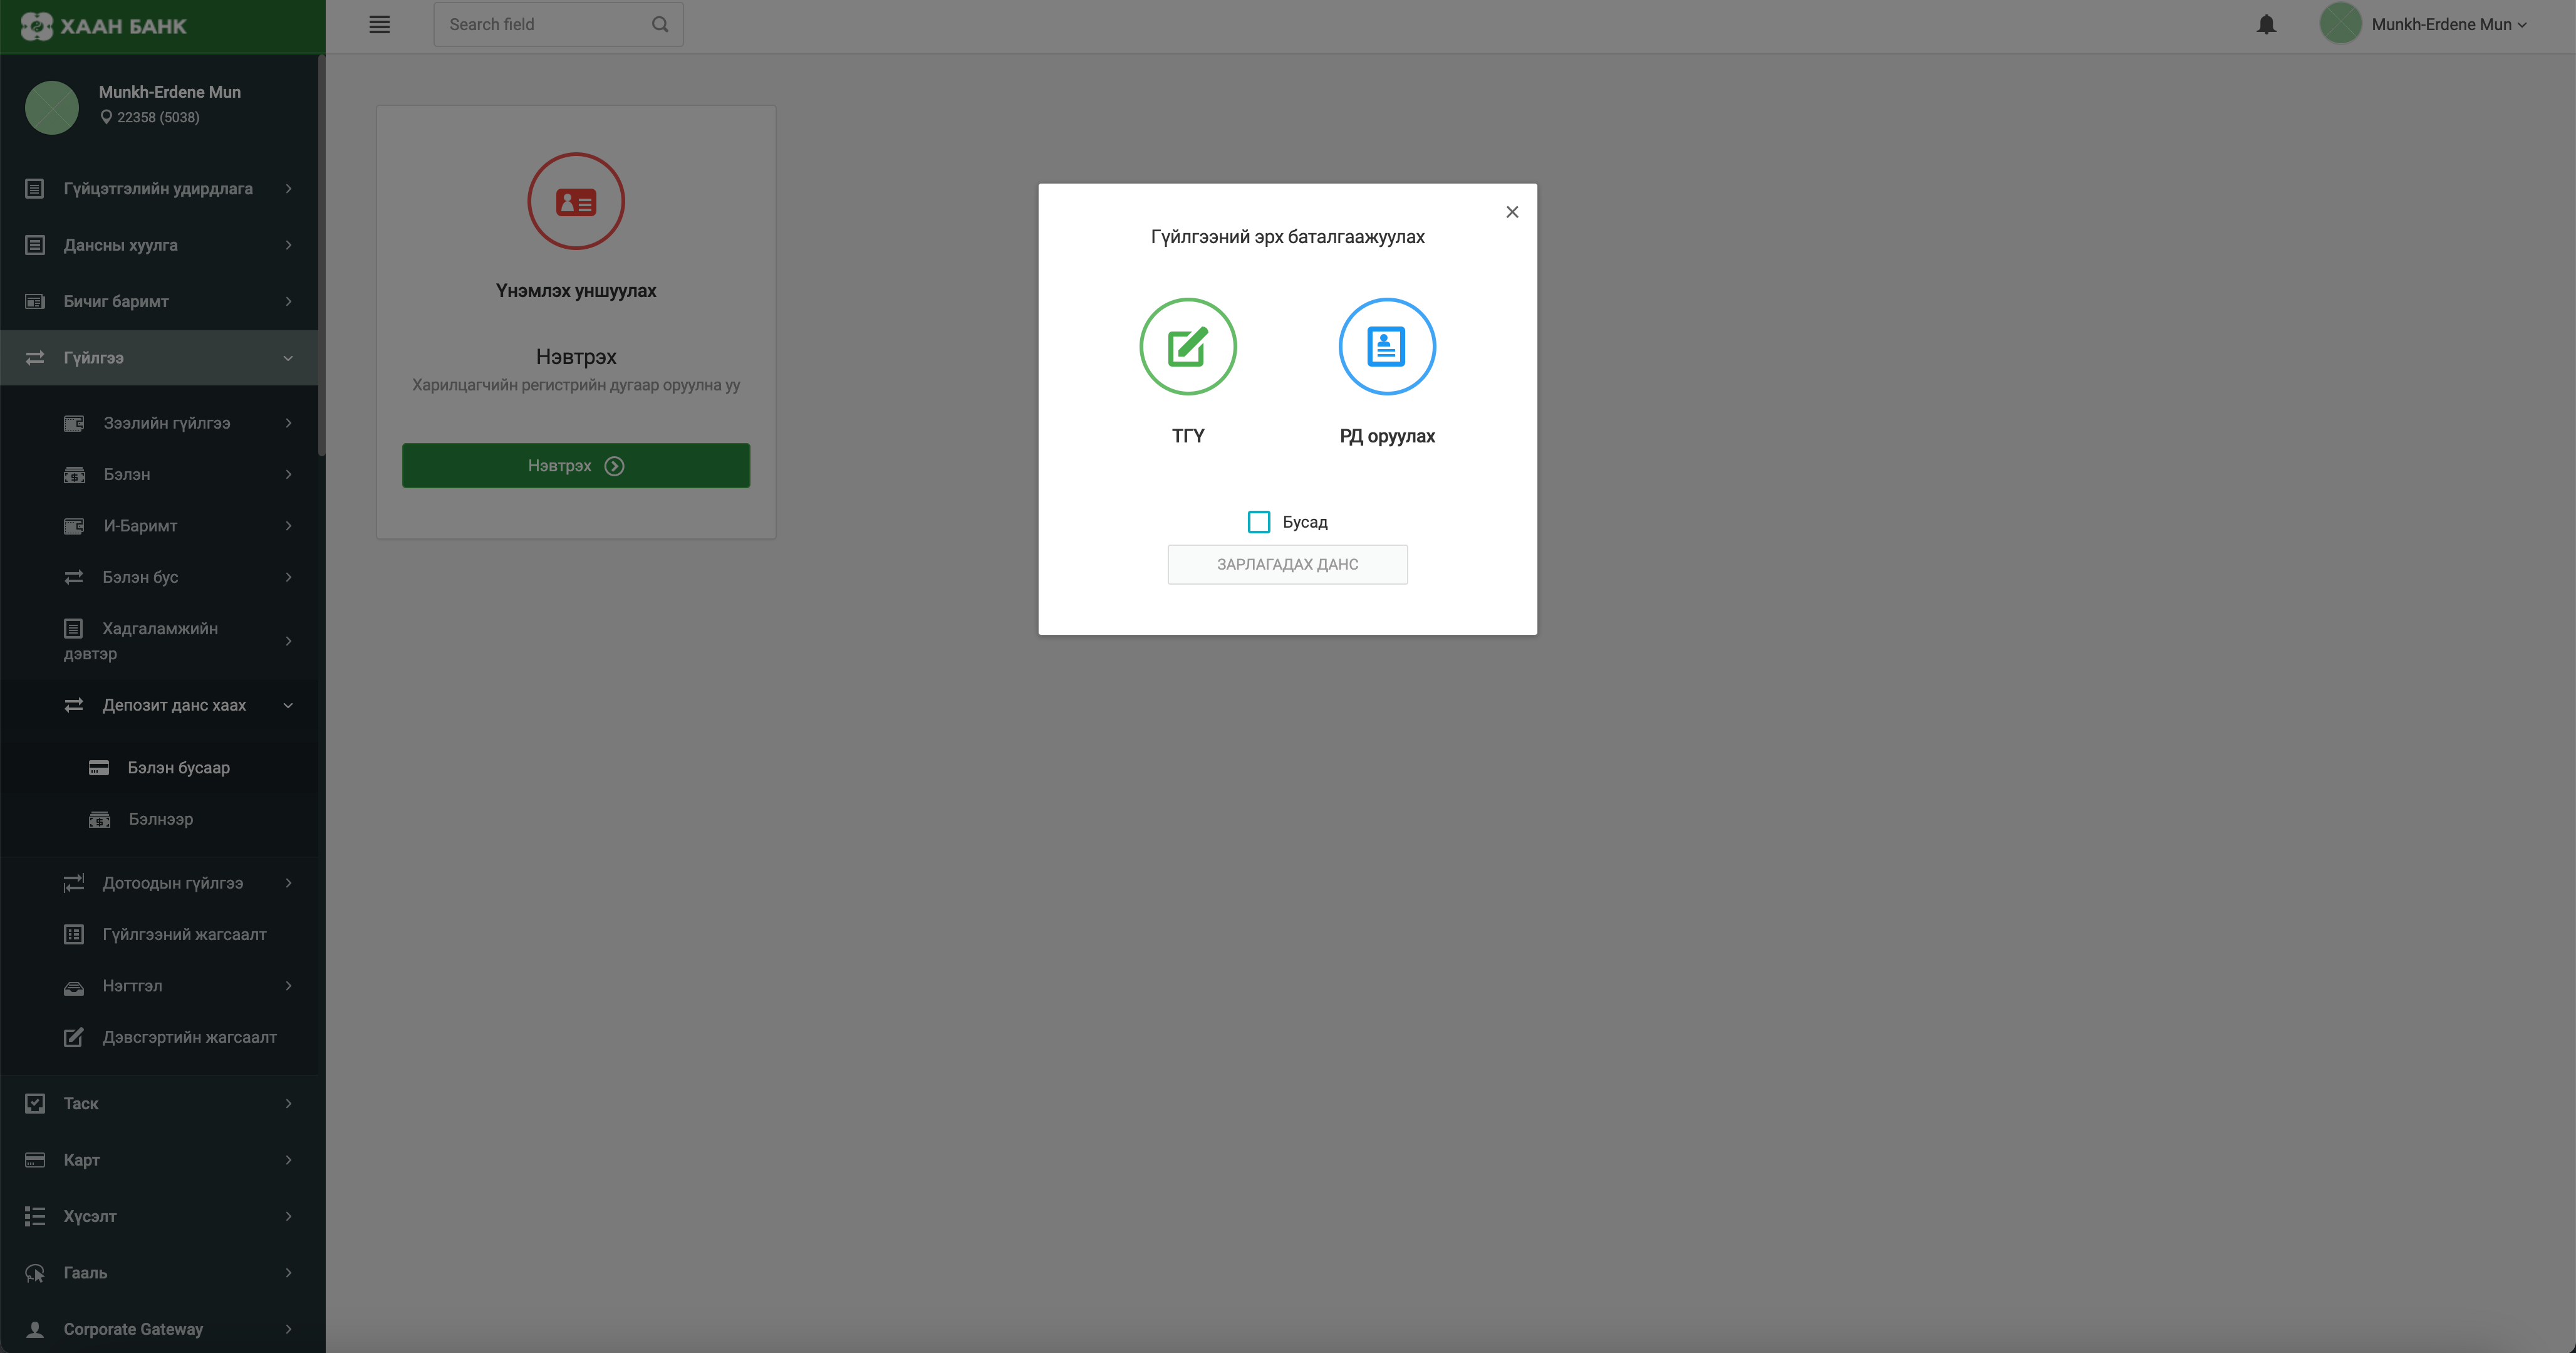 ХААН БАНК
Search field
Munkh-Erdene Mun
Munkh-Erdene Mun
22358 (5038)
Гүйцэтгэлийн удирдлага
Дансны хуулга
Бичиг баримт
Гүйлгээ
Зээлийн гүйлгээ
Бэлэн
И-Баримт
Бэлэн бус
Хадгаламжийн
дэвтэр
Депозит данс хаах
Бэлэн бусаар
Бэлнээр
Дотоодын гүйлгээ
Гүйлгээний жагсаалт
Нэгтгэл
Дэвсгэртийн жагсаалт
Таск
Карт
Хүсэлт
Гааль
Corporate Gateway
Үнэмлэх уншуулах
Нэвтрэх
Харилцагчийн регистрийн дугаар оруулна уу
Нэвтрэх
Гүйлгээний эрх баталгаажуулах
ТГҮ
РД оруулах
Бусад
ЗАРЛАГАДАХ ДАНС